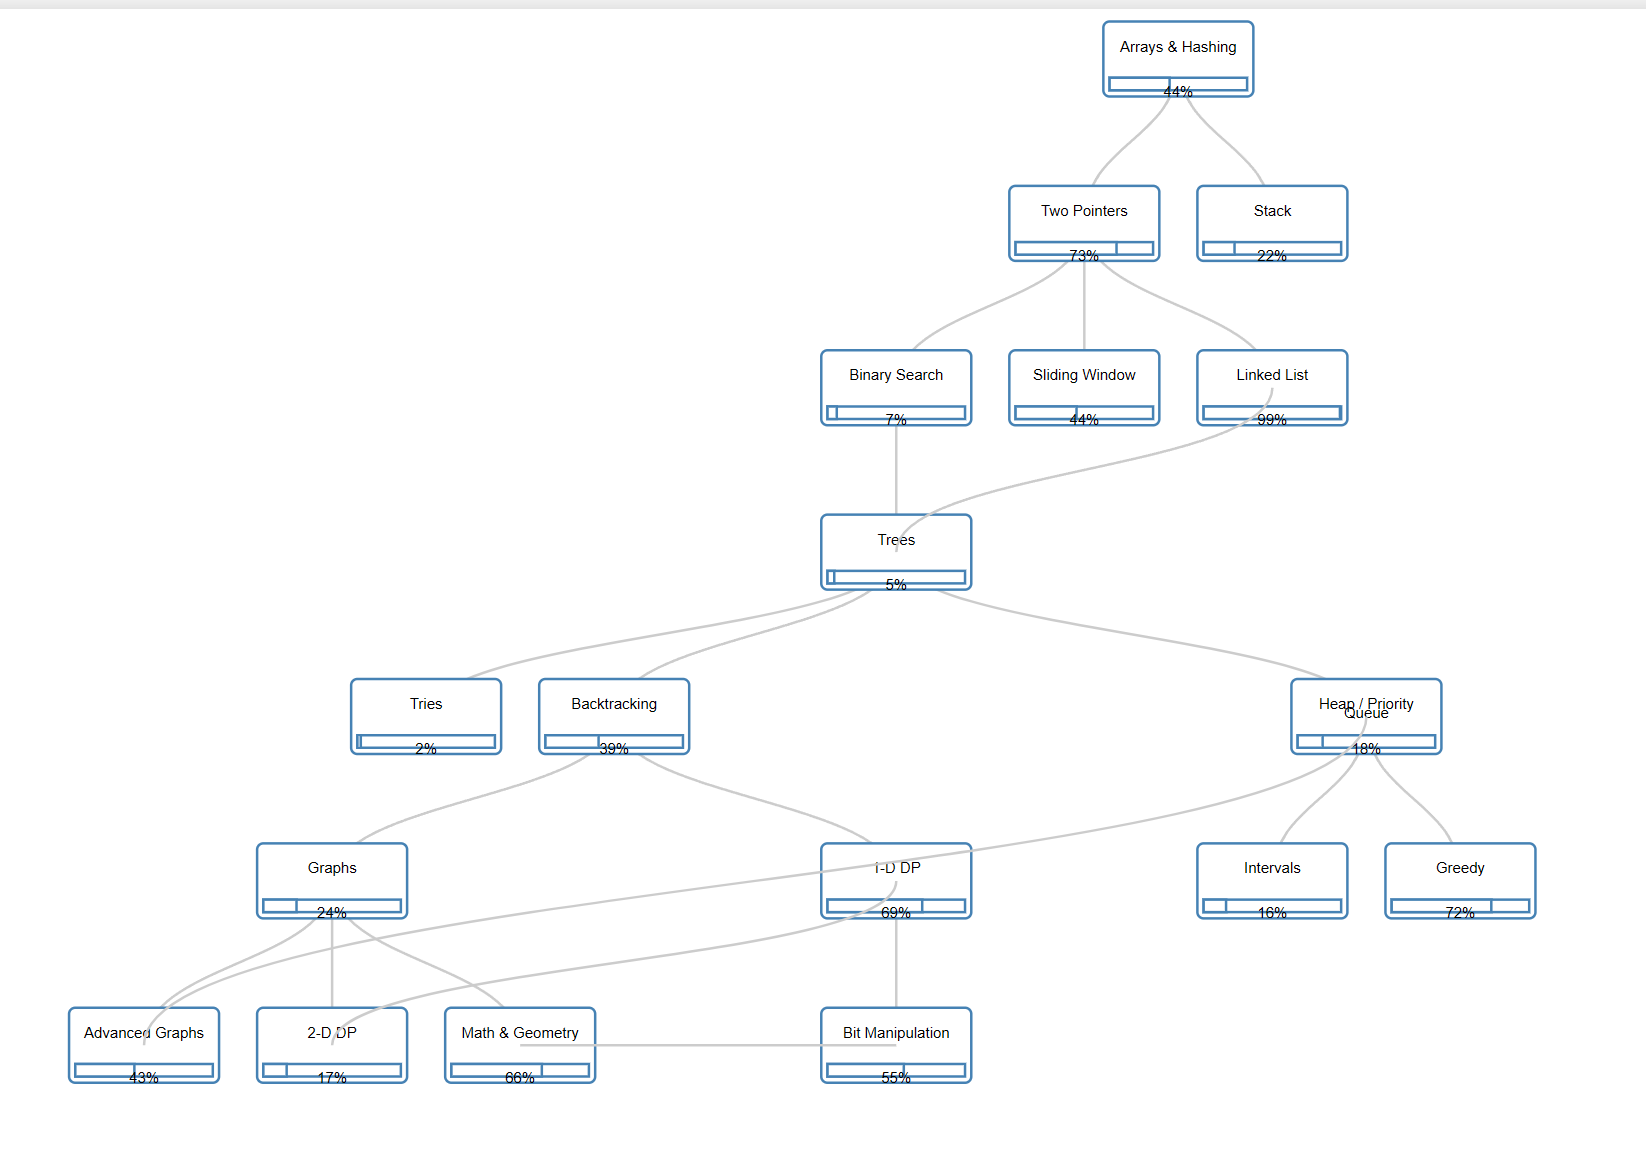 Arrays & Hashing
44%
Two Pointers
73%
Stack
22%
Binary Search
7%
Sliding Window
44%
Linked List
99%
Trees
5%
Tries
2%
Backtracking
39%
Heap / Priority
Queue
18%
Graphs
24%
1-D DP
69%
Intervals
16%
Greedy
72%
Advanced Graphs
43%
2-D DP
17%
Math & Geometry
66%
Bit Manipulation
55%